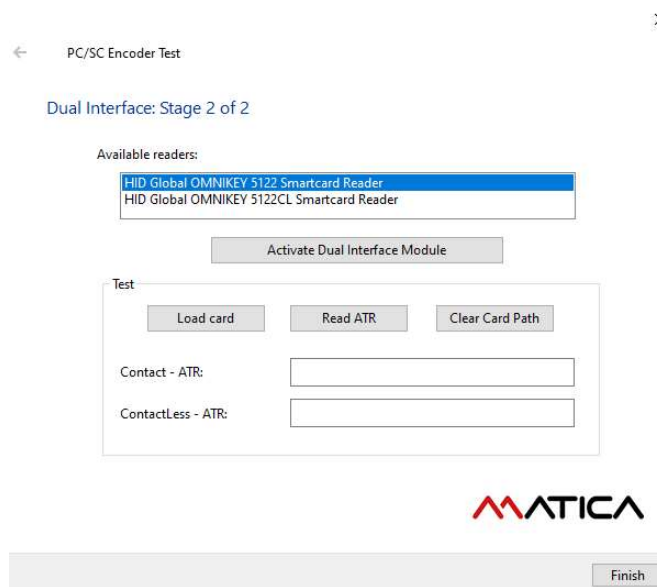 PC/SC Encoder Test
Dual Interface: Stage 2 of 2
Available readers:
HID Global OMNIKEY 5122 Smartcard Reader
HID Global OMNIKEY 5122CL Smartcard Reader
Activate Dual Interface Module
Test
Load card Read ATR Clear Card Path
Contact - ATR:
ContactLess - ATR:
MATICA
Finish